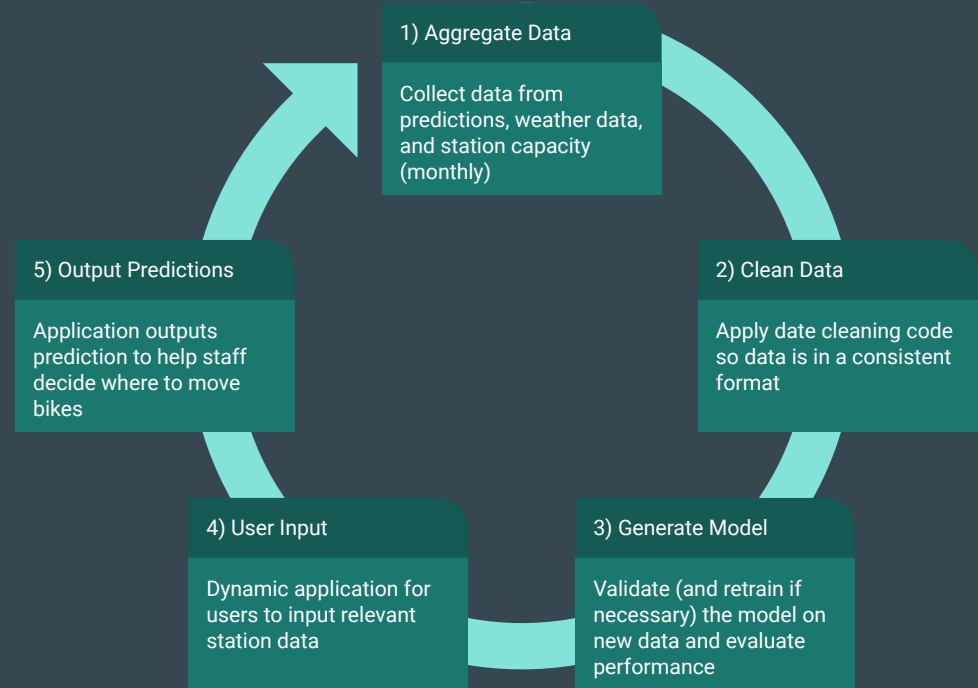 1) Aggregate Data
Collect data from
predictions, weather data,
and station capacity
(monthly)
2) Clean Data
Apply date cleaning code
so data is in a consistent
format
3) Generate Model
Validate (and retrain if
necessary) the model on
new data and evaluate
performance
4) User Input
Dynamic application for
users to input relevant
station data
5) Output Predictions
Application outputs
prediction to help staff
decide where to move
bikes